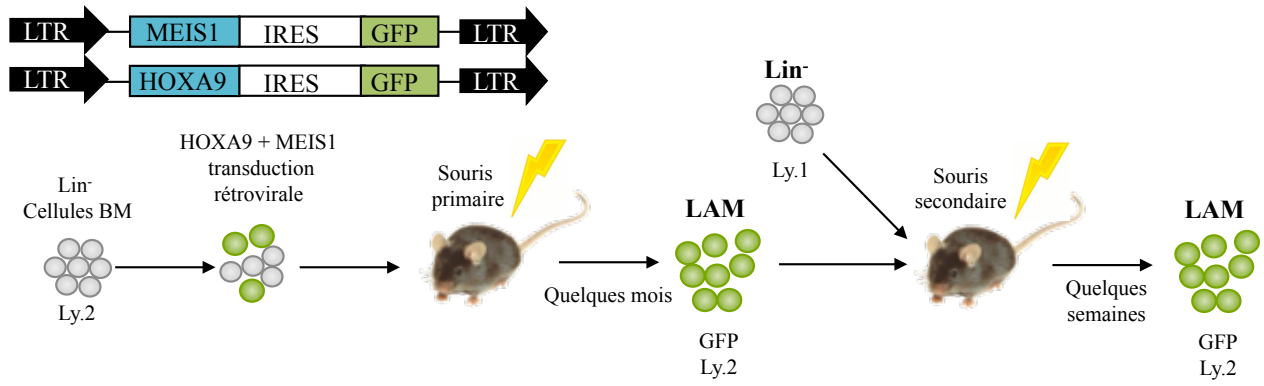 LTR MEIS1 IRES GFP LTR
LTR HOXA9 IRES GFP LTR
HOXA9 + MEIS1
transduction
rétrovirale
Lin-
Cellules BM
Ly.2
Souris
primaire
Quelques mois
LAM
GFP
Ly.2
Lin-
Ly.1
Souris
secondaire
Quelques
semaines
LAM
GFP
Ly.2